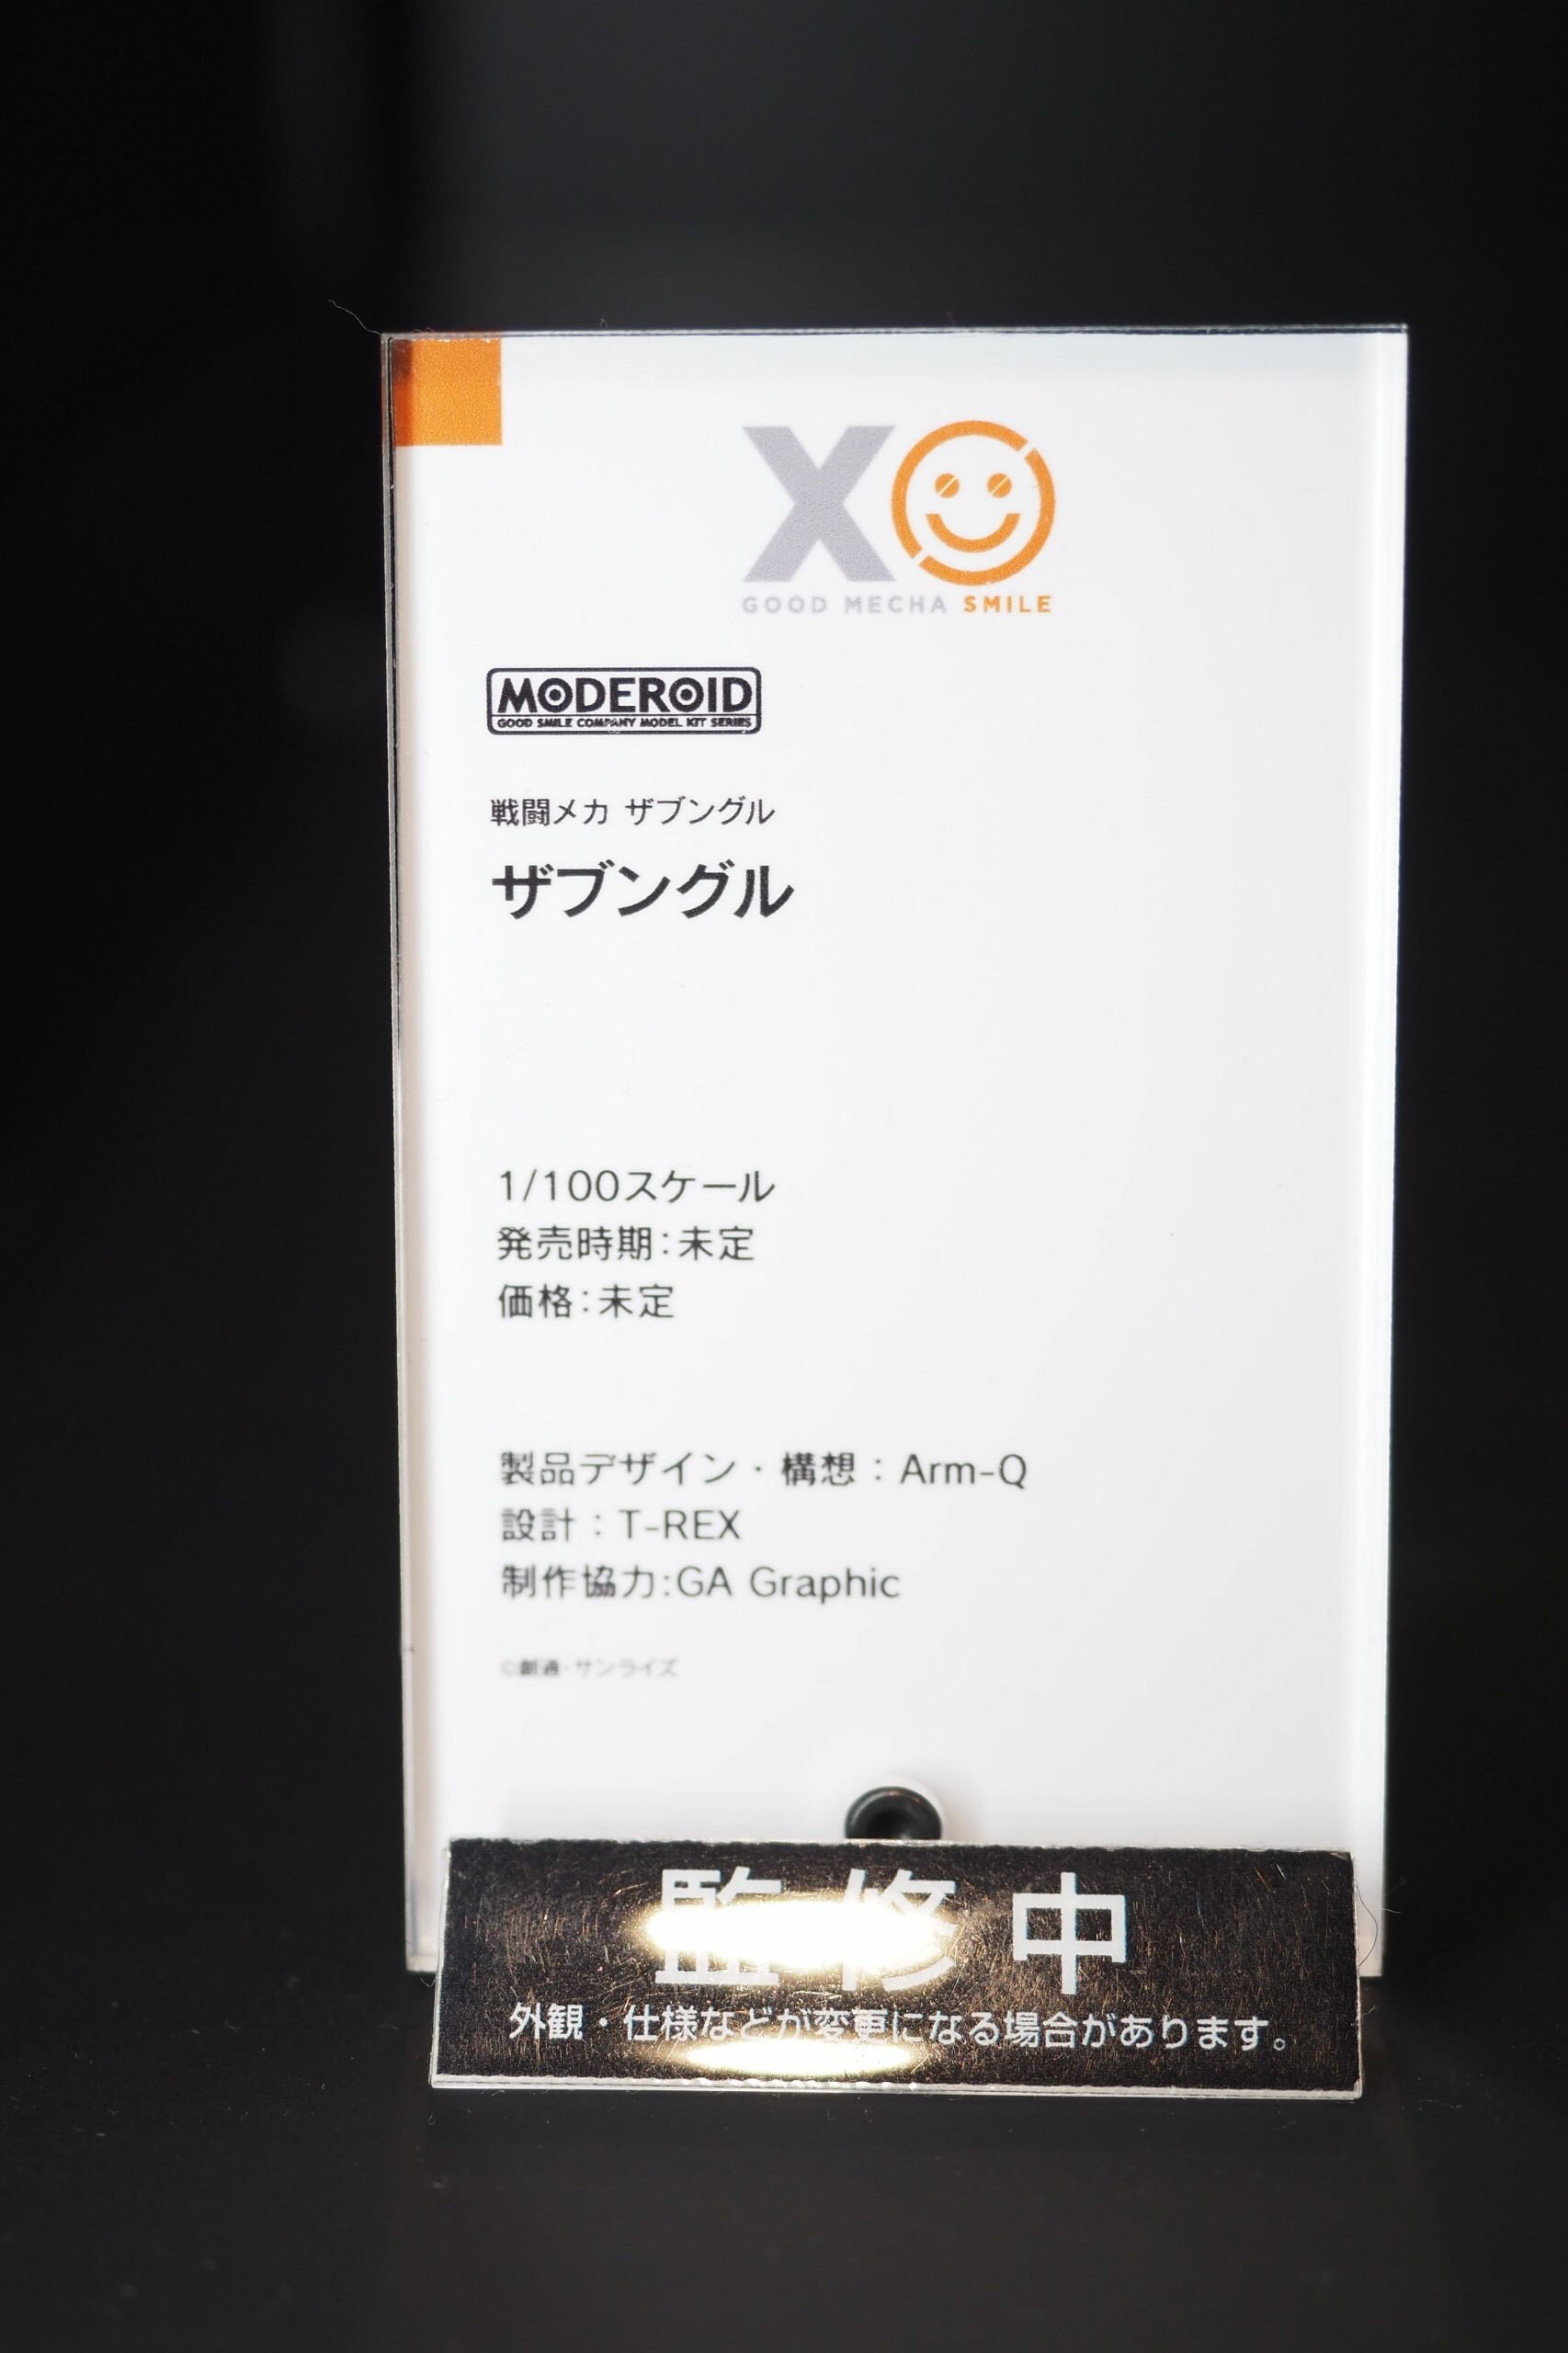 XO
GOOD MECHA SMILE
MODEROID
GOOD SMILE COMPANY MODEL KIT SERIES
戦闘メカ ザブングル
ザブングル
1/100スケール
発売時期:未定
価格:未定
製品デザイン・構想：Arm-Q
設計：T-REX
制作協力:GA Graphic
©創通・サンライズ
監修中
外観・仕様などが変更になる場合があります。